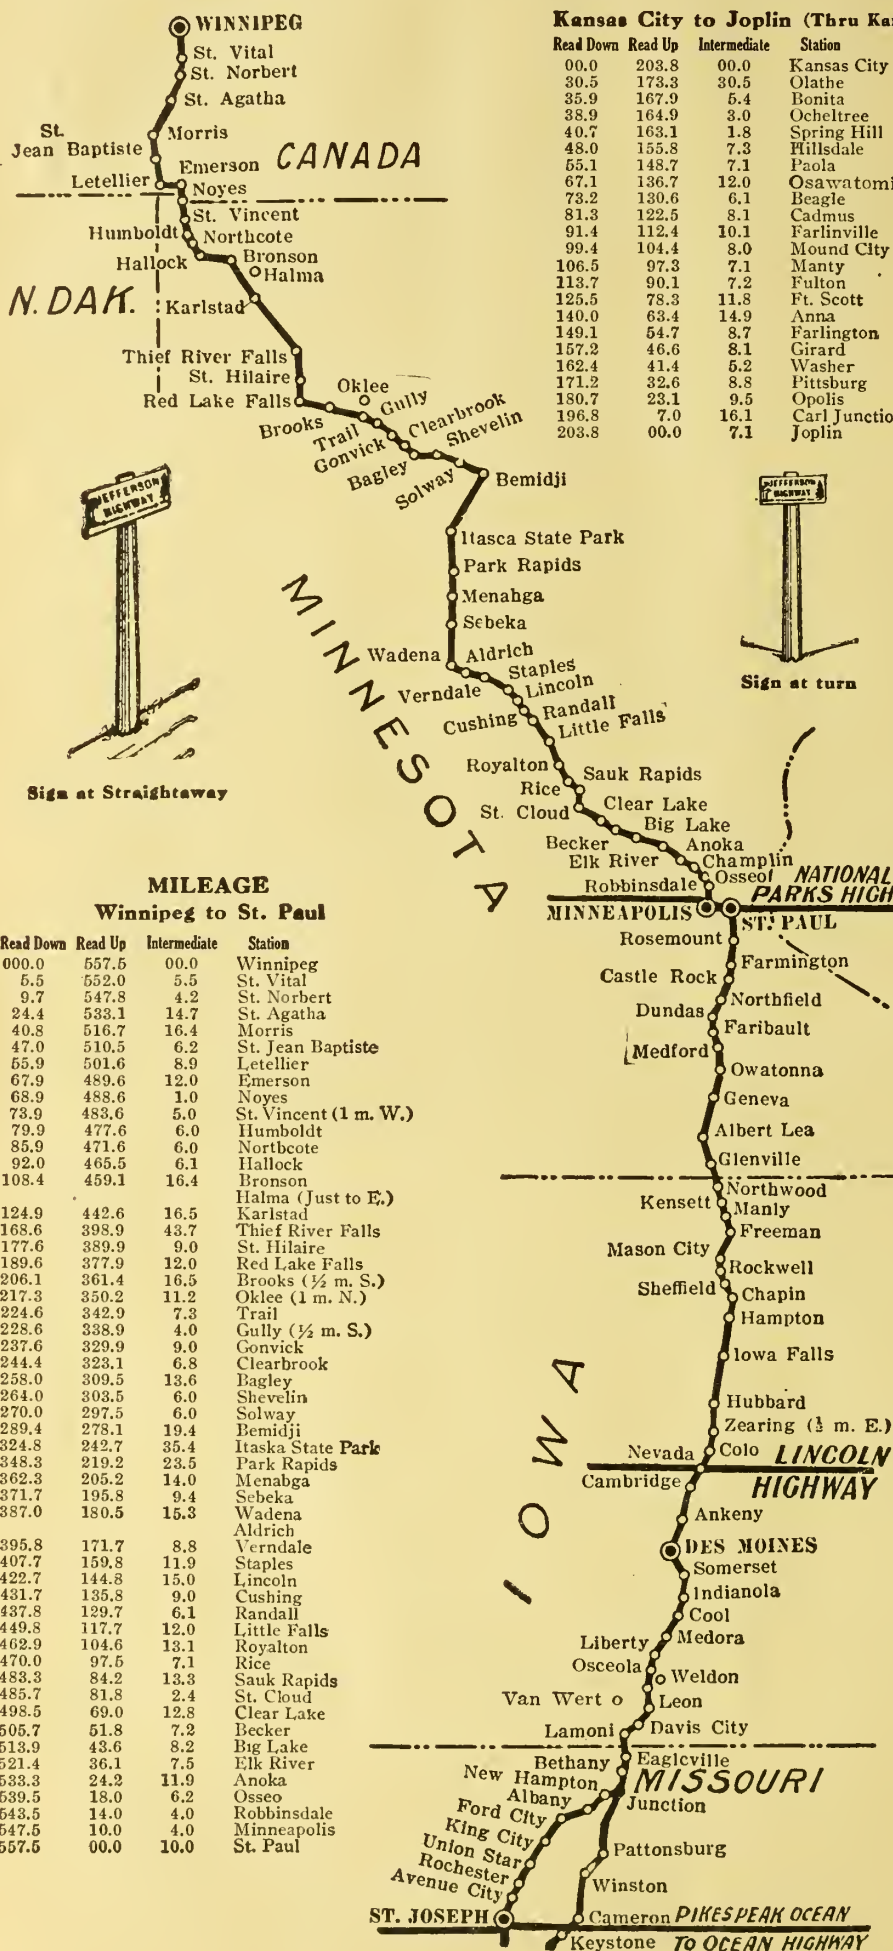 WINNIPEG
St. Vital
St. Norbert
St. Agatha
Morris
St.
Jean Baptiste
CANADA
Emerson
Letellier
Noyes
St. Vincent
Humboldt
Northcote
Bronson
Hallock
Halma
N. DAK.
Karlstad
Thief River Falls
St. Hilaire
Oklee
Red Lake Falls
Brooks
Gully
Trail
Clearbrook
Gonvick
Shevelin
Bagley
Solway
Bemidji
Itasca State Park
Park Rapids
Menahga
Sebeka
Wadena
Aldrich
Staples
Verndale
Lincoln
Randall
Cushing
Little Falls
Royalton
Sauk Rapids
Rice
Clear Lake
St. Cloud
Big Lake
Becker
Anoka
Elk River
Champlin
Osseo
Robbinsdale
MINNESOTA
NATIONAL
PARKS HIGH
MINNEAPOLIS
ST. PAUL
Rosemount
Farmington
Castle Rock
Northfield
Dundas
Faribault
Medford
Owatonna
Geneva
Albert Lea
Glenville
Northwood
Kensett
Manly
Freeman
Mason City
Rockwell
Sheffield
Chapin
Hampton
Iowa Falls
IOWA
Hubbard
Zearing (½ m. E.)
Colo
Nevada
LINCOLN
HIGHWAY
Cambridge
Ankeny
DES MOINES
Somerset
Indianola
Cool
Medora
Liberty
Osceola
Weldon
Van Wert
Leon
Davis City
Lamoni
Eagleville
Bethany
MISSOURI
New Hampton
Albany
Junction
Ford City
King City
Union Star
Pattonsburg
Rochester
Winston
Avenue City
ST. JOSEPH
Cameron
PIKES PEAK OCEAN
Keystone
TO OCEAN HIGHWAY
Kansas City to Joplin (Thru Ka
Read Down Read Up Intermediate Station
00.0 203.8 00.0 Kansas City
30.5 173.3 30.5 Olathe
35.9 167.9 5.4 Bonita
38.9 164.9 3.0 Ocheltree
40.7 163.1 1.8 Spring Hill
48.0 155.8 7.3 Hillsdale
55.1 148.7 7.1 Paola
67.1 136.7 12.0 Osawatomi
73.2 130.6 6.1 Beagle
81.3 122.5 8.1 Cadmus
91.4 112.4 10.1 Farlinville
99.4 104.4 8.0 Mound City
106.5 97.3 7.1 Manty
113.7 90.1 7.2 Fulton
125.5 78.3 11.8 Ft. Scott
140.0 63.4 14.9 Anna
149.1 54.7 8.7 Farlington
157.2 46.6 8.1 Girard
162.4 41.4 5.2 Washer
171.2 32.6 8.8 Pittsburg
180.7 23.1 9.5 Opolis
196.8 7.0 16.1 Carl Junctio
203.8 00.0 7.1 Joplin
JEFFERSON
HIGHWAY
Sign at Straightaway
JEFFERSON
HIGHWAY
Sign at turn
MILEAGE
Winnipeg to St. Paul
Read Down Read Up Intermediate Station
000.0 557.5 00.0 Winnipeg
5.5 552.0 5.5 St. Vital
9.7 547.8 4.2 St. Norbert
24.4 533.1 14.7 St. Agatha
40.8 516.7 16.4 Morris
47.0 510.5 6.2 St. Jean Baptiste
55.9 501.6 8.9 Letellier
67.9 489.6 12.0 Emerson
68.9 488.6 1.0 Noyes
73.9 483.6 5.0 St. Vincent (1 m. W.)
79.9 477.6 6.0 Humboldt
85.9 471.6 6.0 Northcote
92.0 465.5 6.1 Hallock
108.4 459.1 16.4 Bronson
Halma (Just to E.)
124.9 442.6 16.5 Karlstad
168.6 398.9 43.7 Thief River Falls
177.6 389.9 9.0 St. Hilaire
189.6 377.9 12.0 Red Lake Falls
206.1 361.4 16.5 Brooks (½ m. S.)
217.3 350.2 11.2 Oklee (1 m. N.)
224.6 342.9 7.3 Trail
228.6 338.9 4.0 Gully (½ m. S.)
237.6 329.9 9.0 Gonvick
244.4 323.1 6.8 Clearbrook
258.0 309.5 13.6 Bagley
264.0 303.5 6.0 Shevelin
270.0 297.5 6.0 Solway
289.4 278.1 19.4 Bemidji
324.8 242.7 35.4 Itaska State Park
348.3 219.2 23.5 Park Rapids
362.3 205.2 14.0 Menabga
371.7 195.8 9.4 Sebeka
387.0 180.5 15.3 Wadena
Aldrich
395.8 171.7 8.8 Verndale
407.7 159.8 11.9 Staples
422.7 144.8 15.0 Lincoln
431.7 135.8 9.0 Cushing
437.8 129.7 6.1 Randall
449.8 117.7 12.0 Little Falls
462.9 104.6 13.1 Royalton
470.0 97.5 7.1 Rice
483.3 84.2 13.3 Sauk Rapids
485.7 81.8 2.4 St. Cloud
498.5 69.0 12.8 Clear Lake
505.7 51.8 7.2 Becker
513.9 43.6 8.2 Big Lake
521.4 36.1 7.5 Elk River
533.3 24.2 11.9 Anoka
539.5 18.0 6.2 Osseo
543.5 14.0 4.0 Robbinsdale
547.5 10.0 4.0 Minneapolis
557.5 00.0 10.0 St. Paul